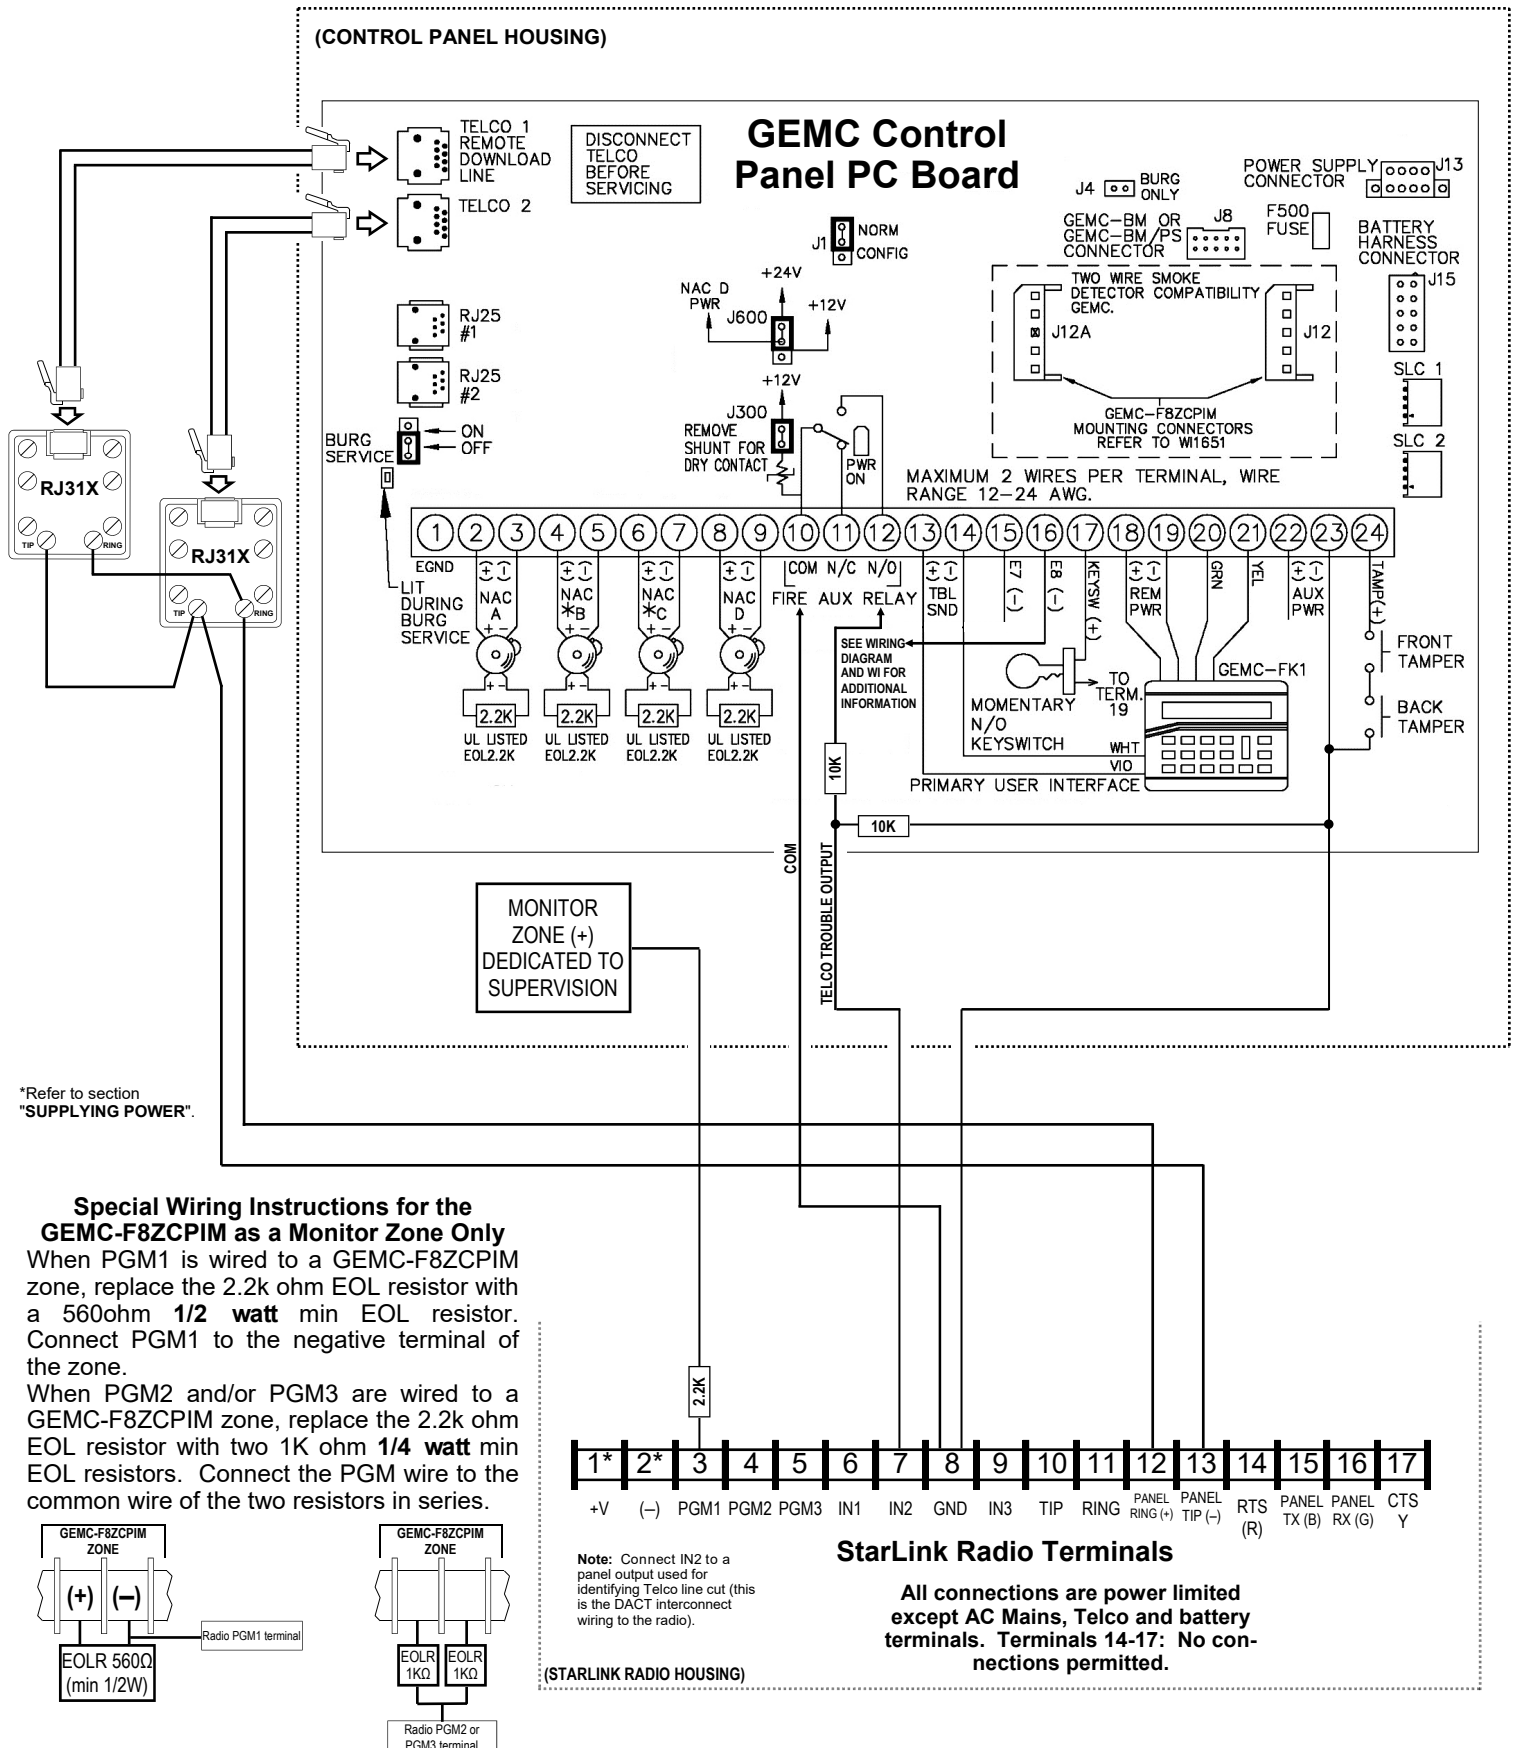 (CONTROL PANEL HOUSING)
GEMC Control
Panel PC Board
TELCO 1
REMOTE
DOWNLOAD
LINE
TELCO 2
DISCONNECT
TELCO
BEFORE
SERVICING
J1
NORM
CONFIG
J4
BURG
ONLY
POWER SUPPLY
CONNECTOR
J13
GEMC-BM OR
GEMC-BM/PS
CONNECTOR
J8
F500
FUSE
BATTERY
HARNESS
CONNECTOR
J15
TWO WIRE SMOKE
DETECTOR COMPATIBILITY
GEMC.
J12A
J12
GEMC-F8ZCPIM
MOUNTING CONNECTORS
REFER TO WI1651
SLC 1
SLC 2
RJ25
#1
RJ25
#2
NAC D
PWR
+24V
J600
+12V
+12V
J300
REMOVE
SHUNT FOR
DRY CONTACT
PWR
ON
BURG
SERVICE
ON
OFF
MAXIMUM 2 WIRES PER TERMINAL, WIRE
RANGE 12-24 AWG.
RJ31X
TIP
RING
RJ31X
TIP
RING
1 2 3 4 5 6 7 8 9 10 11 12 13 14 15 16 17 18 19 20 21 22 23 24
EGND
(+) (-)
NAC
A
(+) (-)
NAC
*B
(+) (-)
NAC
*C
(+) (-)
NAC
D
COM N/C N/O
FIRE AUX RELAY
(+) (-)
TBL
SND
E7 (-)
E8 (-)
KEYSW (+)
(+) (-)
REM
PWR
GRN
YEL
(+) (-)
AUX
PWR
TAMP(+)
LIT
DURING
BURG
SERVICE
+ -
+ -
+ -
+ -
+ -
+ -
+ -
+ -
2.2K
2.2K
2.2K
2.2K
UL LISTED
EOL2.2K
UL LISTED
EOL2.2K
UL LISTED
EOL2.2K
UL LISTED
EOL2.2K
SEE WIRING
DIAGRAM
AND WI FOR
ADDITIONAL
INFORMATION
TO
TERM.
19
MOMENTARY
N/O
KEYSWITCH
GEMC-FK1
WHT
VIO
PRIMARY USER INTERFACE
FRONT
TAMPER
BACK
TAMPER
10K
10K
COM
TELCO TROUBLE OUTPUT
MONITOR
ZONE (+)
DEDICATED TO
SUPERVISION
*Refer to section
"SUPPLYING POWER".
Special Wiring Instructions for the
GEMC-F8ZCPIM as a Monitor Zone Only
When PGM1 is wired to a GEMC-F8ZCPIM
zone, replace the 2.2k ohm EOL resistor with
a 560ohm 1/2 watt min EOL resistor.
Connect PGM1 to the negative terminal of
the zone.
When PGM2 and/or PGM3 are wired to a
GEMC-F8ZCPIM zone, replace the 2.2k ohm
EOL resistor with two 1K ohm 1/4 watt min
EOL resistors. Connect the PGM wire to the
common wire of the two resistors in series.
GEMC-F8ZCPIM
ZONE
(+) (–)
Radio PGM1 terminal
EOLR 560Ω
(min 1/2W)
GEMC-F8ZCPIM
ZONE
EOLR
1KΩ
EOLR
1KΩ
Radio PGM2 or
PGM3 terminal
2.2K
1* 2* 3 4 5 6 7 8 9 10 11 12 13 14 15 16 17
+V (–) PGM1 PGM2 PGM3 IN1 IN2 GND IN3 TIP RING
PANEL
RING (+)
PANEL
TIP (–)
RTS
(R)
PANEL
TX (B)
PANEL
RX (G)
CTS
Y
StarLink Radio Terminals
Note: Connect IN2 to a
panel output used for
identifying Telco line cut (this
is the DACT interconnect
wiring to the radio).
All connections are power limited
except AC Mains, Telco and battery
terminals. Terminals 14-17: No con-
nections permitted.
(STARLINK RADIO HOUSING)